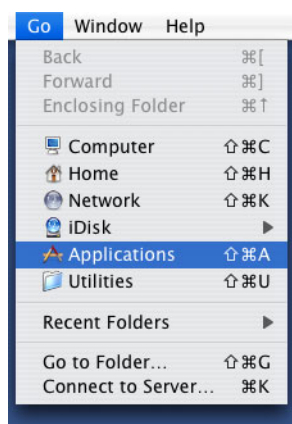 Go Window Help
Back ⌘[
Forward ⌘]
Enclosing Folder ⌘↑
Computer ⇧⌘C
Home ⇧⌘H
Network ⇧⌘K
iDisk ▶
Applications ⇧⌘A
Utilities ⇧⌘U
Recent Folders ▶
Go to Folder... ⇧⌘G
Connect to Server... ⌘K